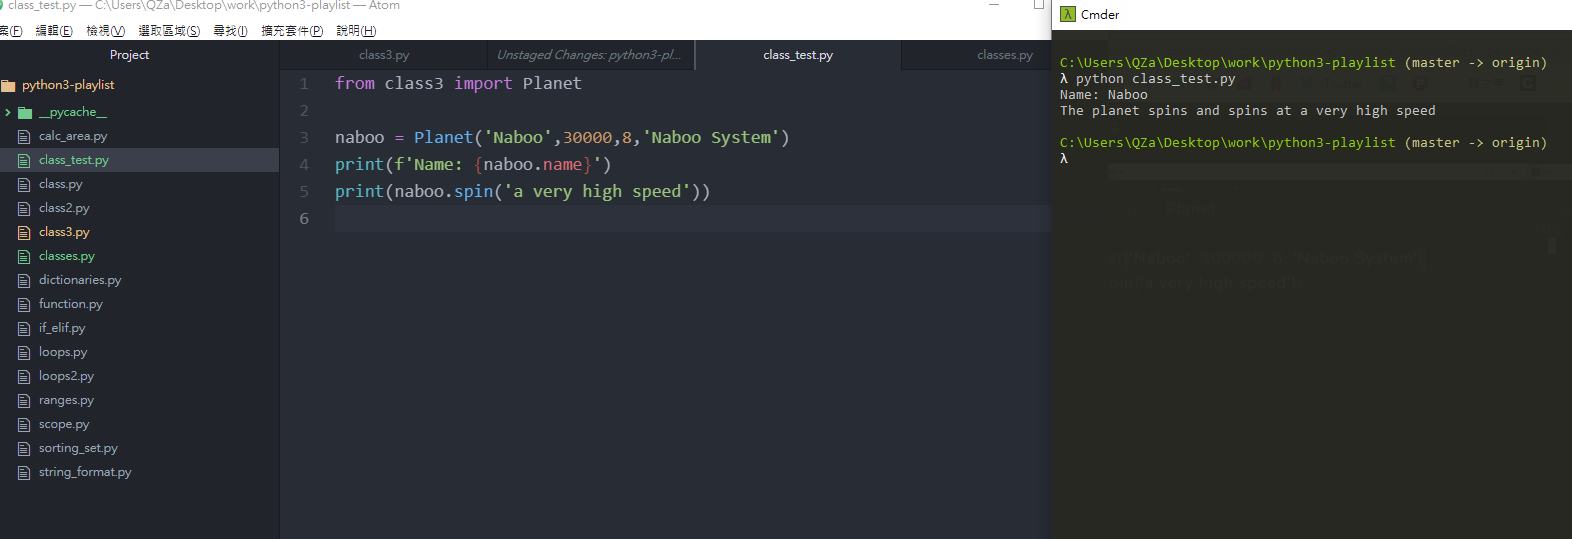 class_test.py — C:\Users\QZa\Desktop\work\python3-playlist — Atom
案(F) 編輯(E) 檢視(V) 選取區域(S) 尋找(I) 擴充套件(P) 說明(H)
Project
python3-playlist
__pycache__
calc_area.py
class_test.py
class.py
class2.py
class3.py
classes.py
dictionaries.py
function.py
if_elif.py
loops.py
loops2.py
ranges.py
scope.py
sorting_set.py
string_format.py
class3.py
Unstaged Changes: python3-pl...
class_test.py
classes.py
1 from class3 import Planet
2
3 naboo = Planet('Naboo',30000,8,'Naboo System')
4 print(f'Name: {naboo.name}')
5 print(naboo.spin('a very high speed'))
6
λ Cmder
C:\Users\QZa\Desktop\work\python3-playlist (master -> origin)
λ python class_test.py
Name: Naboo
The planet spins and spins at a very high speed
C:\Users\QZa\Desktop\work\python3-playlist (master -> origin)
λ